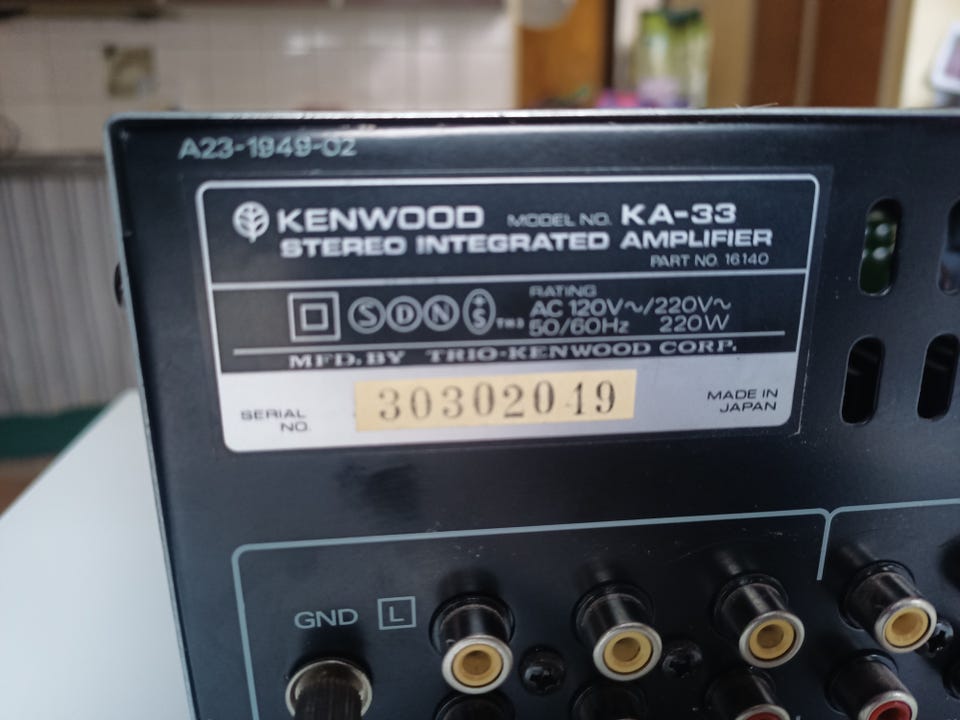 A23-1949-02
KENWOOD MODEL NO. KA-33
STEREO INTEGRATED AMPLIFIER
PART NO. 16140
RATING
S D N S AC 120V~/220V~
50/60Hz 220W
MFD. BY TRIO-KENWOOD CORP.
SERIAL NO. 30302049 MADE IN JAPAN
GND L